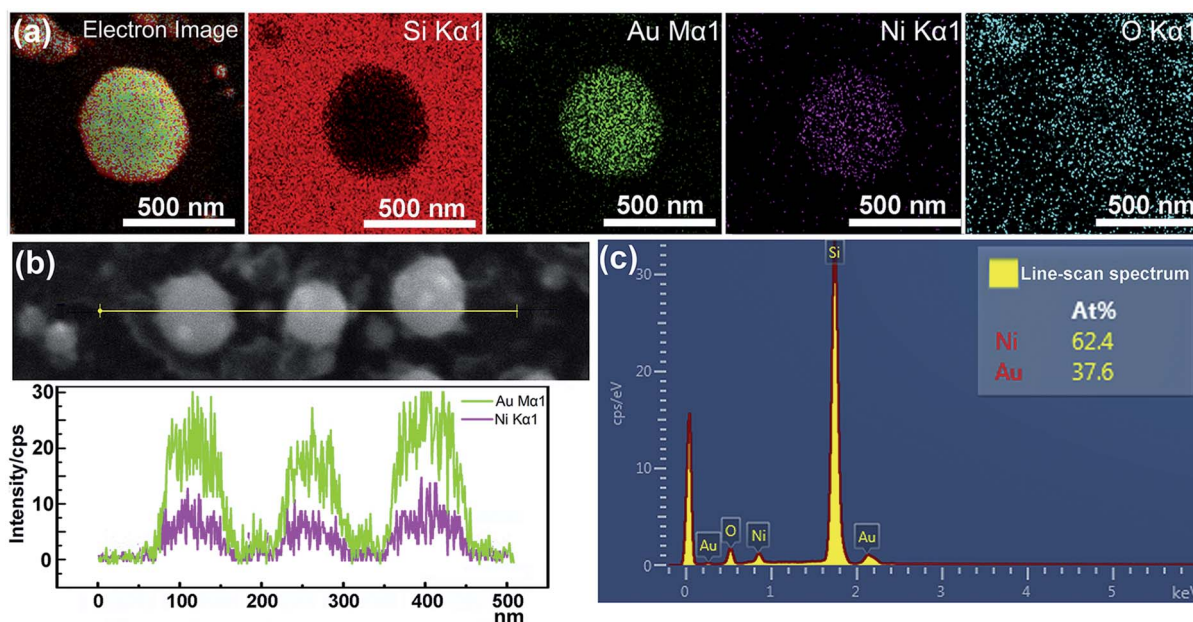 (a) Electron Image Si Kα1 Au Mα1 Ni Kα1 O Kα1
500 nm 500 nm 500 nm 500 nm 500 nm
(b)
30
20
10
0
Intensity/cps
Au Mα1
Ni Kα1
0 100 200 300 400 500
nm
(c)
Si
Line-scan spectrum
At%
Ni 62.4
Au 37.6
30
20
10
0
cps/eV
Au O Ni Au
0 1 2 3 4 5 keV